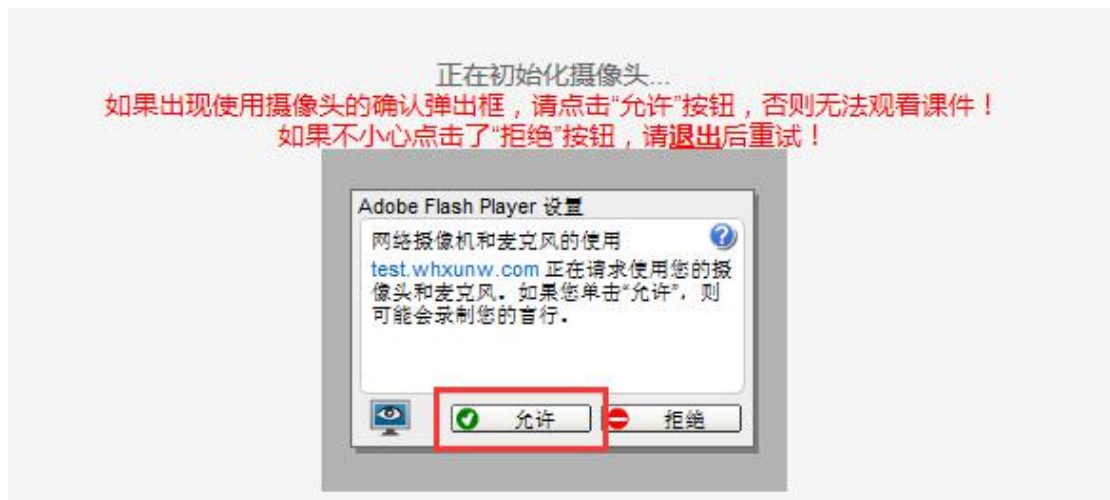 正在初始化摄像头...
如果出现使用摄像头的确认弹出框，请点击“允许”按钮，否则无法观看课件！
如果不小心点击了“拒绝”按钮，请退出后重试！
Adobe Flash Player 设置
网络摄像机和麦克风的使用
test.whxunw.com 正在请求使用您的摄
像头和麦克风。如果您单击“允许”，则
可能会录制您的言行。
允许
拒绝